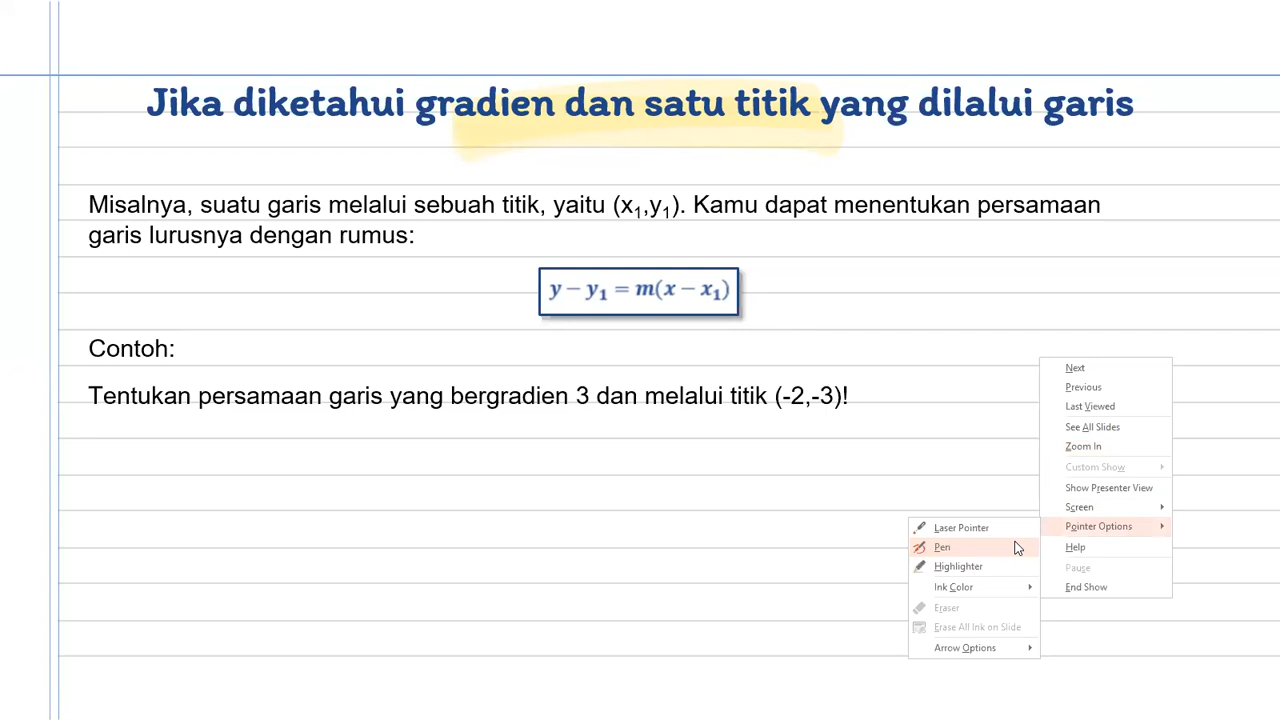 Jika diketahui gradien dan satu titik yang dilalui garis
Misalnya, suatu garis melalui sebuah titik, yaitu (x₁,y₁). Kamu dapat menentukan persamaan
garis lurusnya dengan rumus:
y − y₁ = m(x − x₁)
Contoh:
Tentukan persamaan garis yang bergradien 3 dan melalui titik (-2,-3)!
Next
Previous
Last Viewed
See All Slides
Zoom In
Custom Show
Show Presenter View
Screen
Pointer Options
Help
Pause
End Show
Laser Pointer
Pen
Highlighter
Ink Color
Eraser
Erase All Ink on Slide
Arrow Options